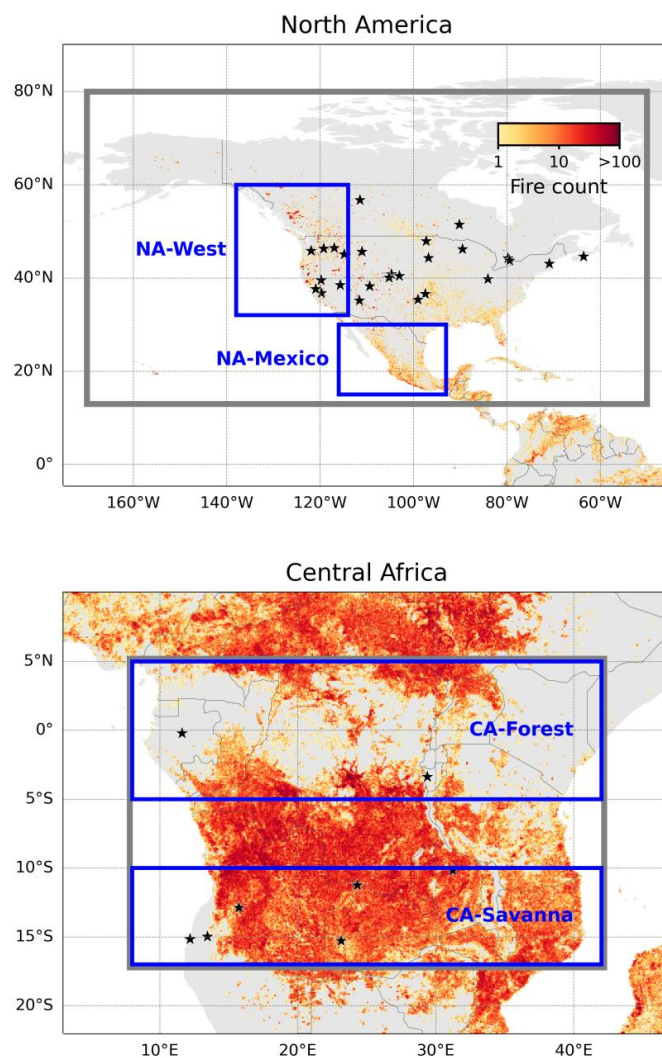 North America
80°N
1 10 >100
Fire count
60°N
NA-West
40°N
NA-Mexico
20°N
0°
160°W 140°W 120°W 100°W 80°W 60°W
Central Africa
5°N
CA-Forest
0°
5°S
10°S
CA-Savanna
15°S
20°S
10°E 20°E 30°E 40°E